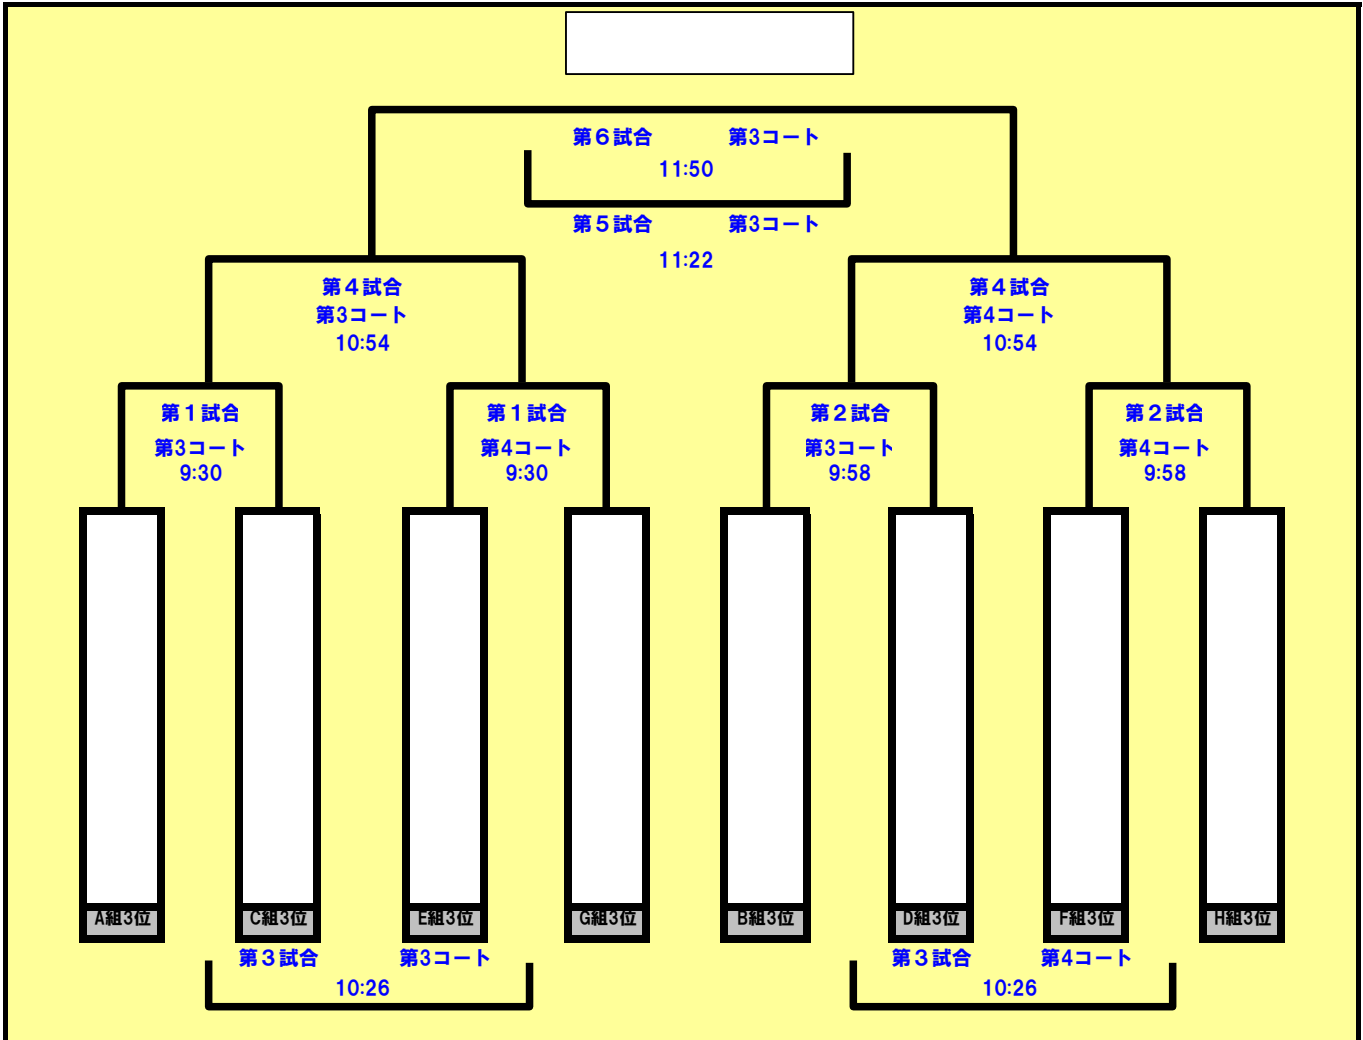 第６試合 第3コート
11:50
第５試合 第3コート
11:22
第４試合 第４試合
第3コート 第4コート
10:54 10:54
第１試合 第１試合 第２試合 第２試合
第3コート 第4コート 第3コート 第4コート
9:30 9:30 9:58 9:58
A組3位 C組3位 E組3位 G組3位 B組3位 D組3位 F組3位 H組3位
第３試合 第3コート 第３試合 第4コート
10:26 10:26